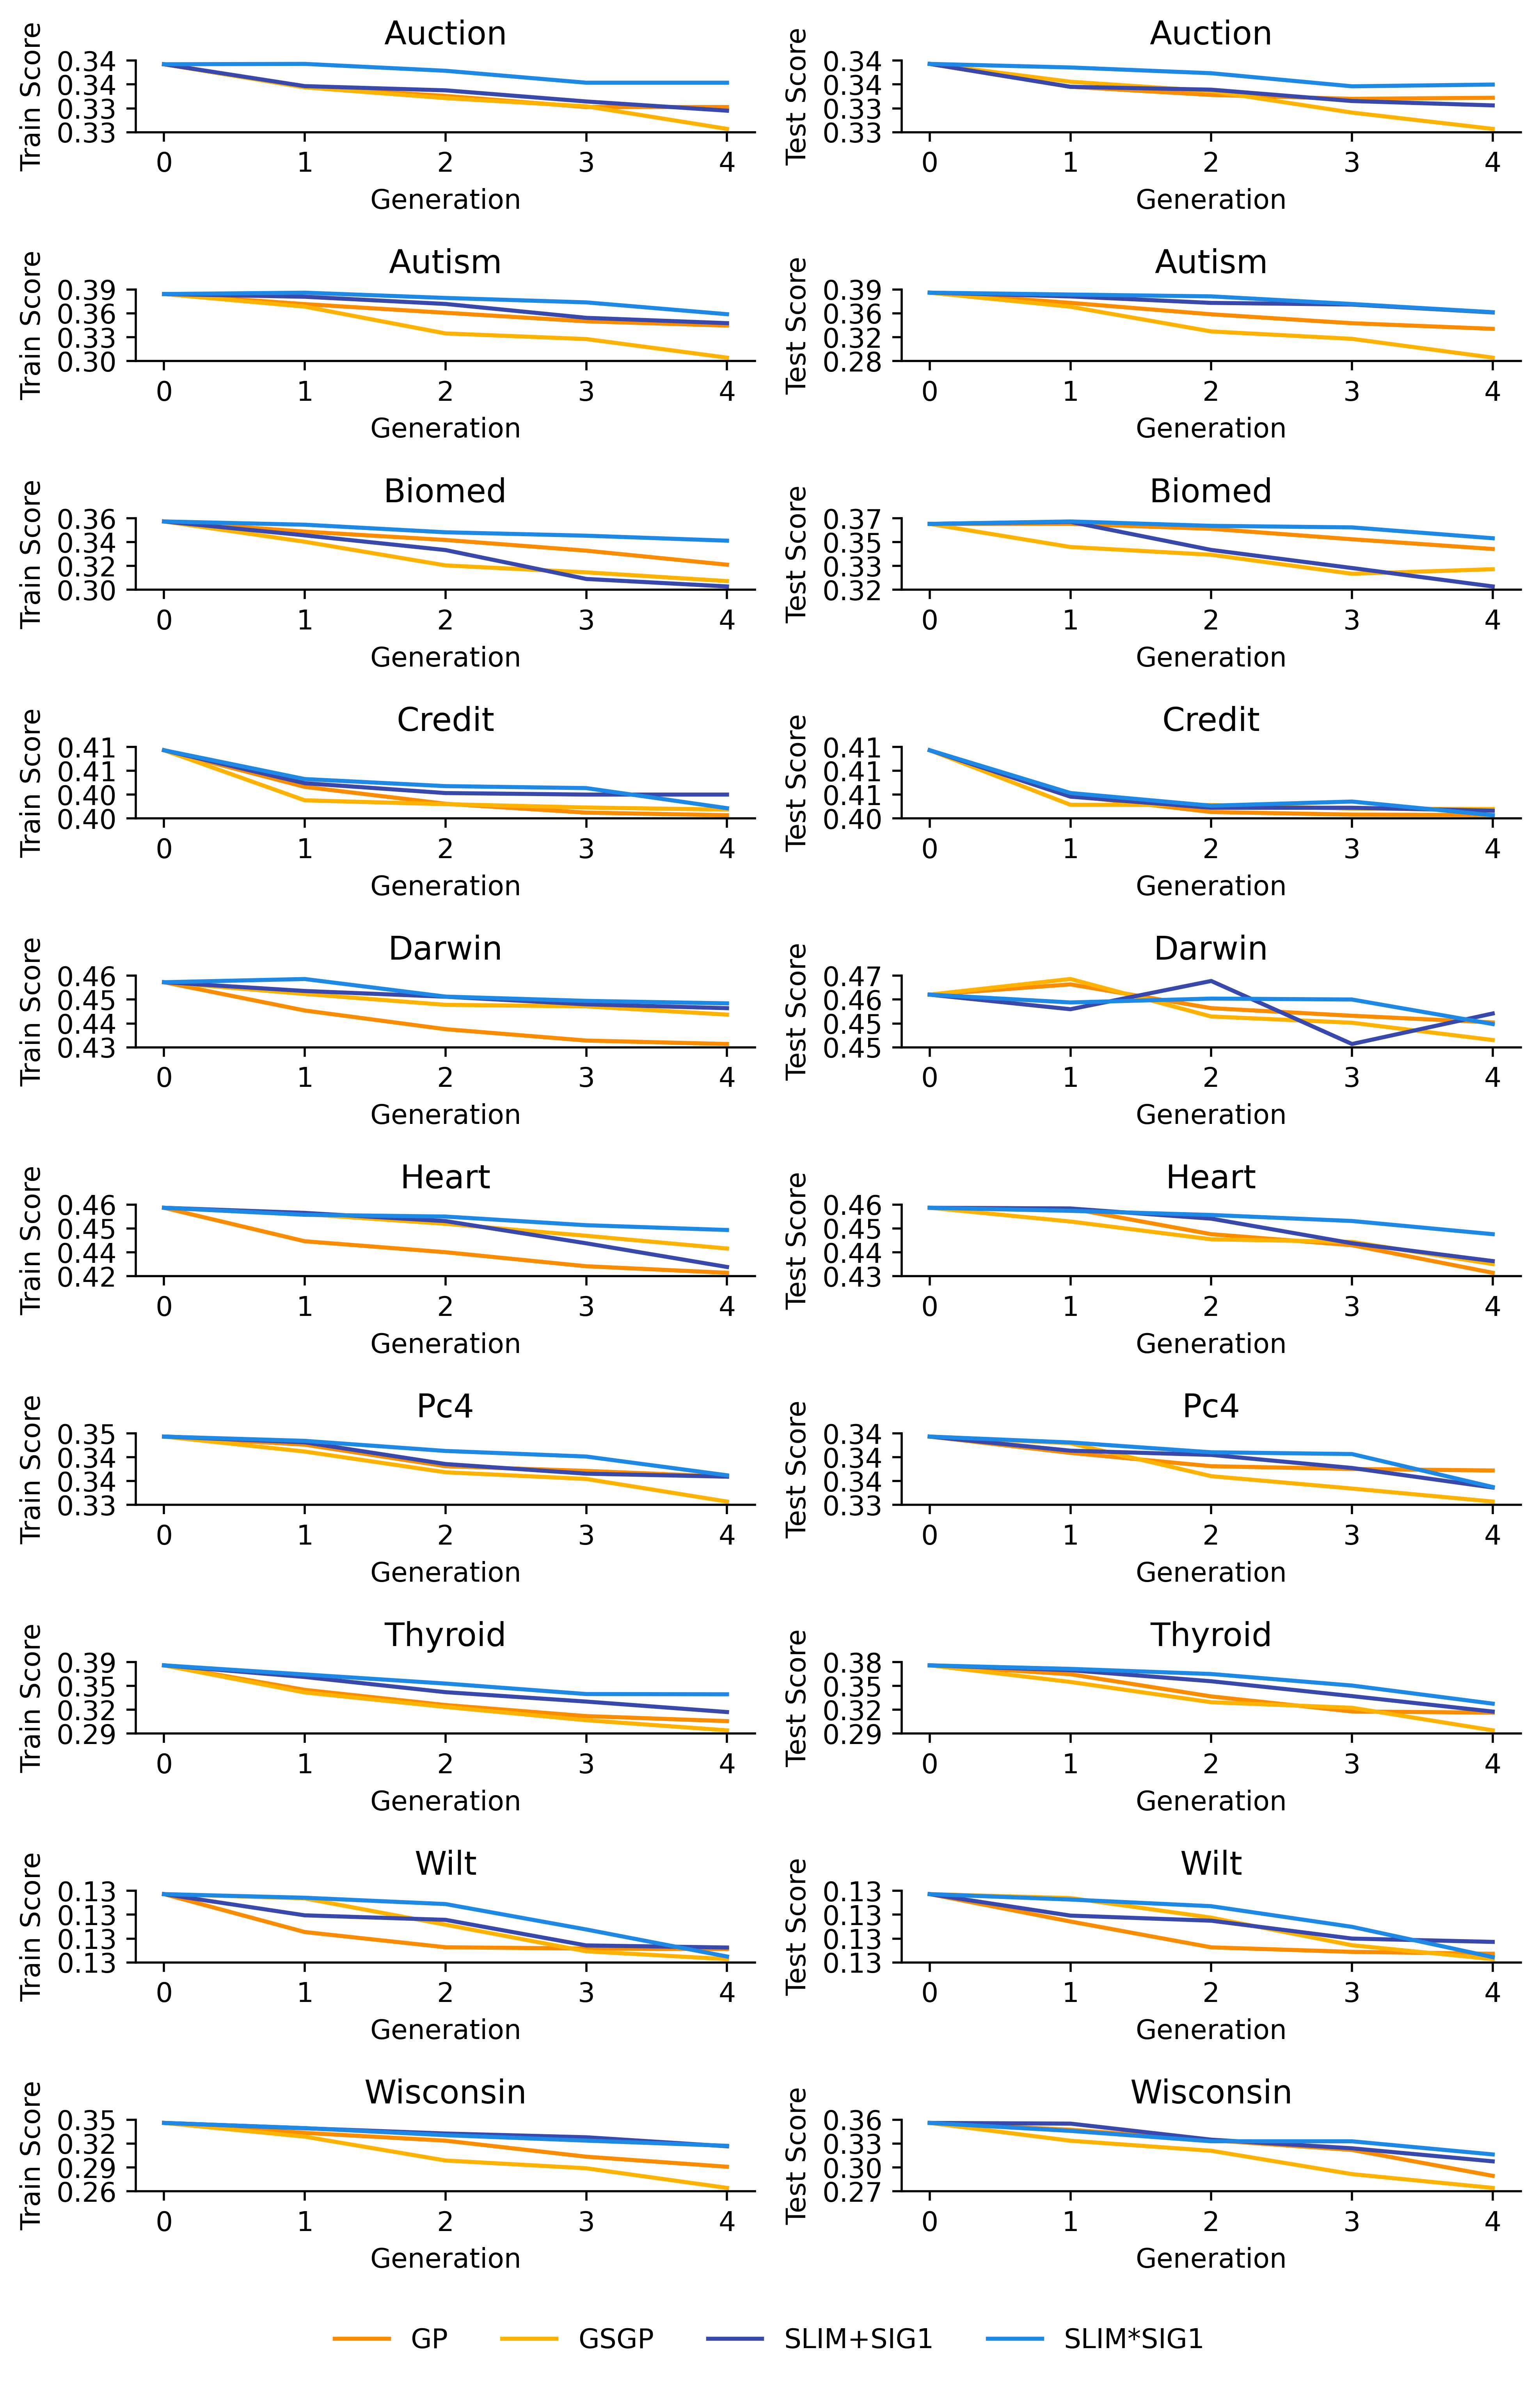 Auction Auction
Train Score 0.34 0.34 0.33 0.33 Test Score 0.34 0.34 0.33 0.33
0 1 2 3 4 0 1 2 3 4
Generation Generation
Autism Autism
Train Score 0.39 0.36 0.33 0.30 Test Score 0.39 0.36 0.32 0.28
0 1 2 3 4 0 1 2 3 4
Generation Generation
Biomed Biomed
Train Score 0.36 0.34 0.32 0.30 Test Score 0.37 0.35 0.33 0.32
0 1 2 3 4 0 1 2 3 4
Generation Generation
Credit Credit
Train Score 0.41 0.41 0.40 0.40 Test Score 0.41 0.41 0.41 0.40
0 1 2 3 4 0 1 2 3 4
Generation Generation
Darwin Darwin
Train Score 0.46 0.45 0.44 0.43 Test Score 0.47 0.46 0.45 0.45
0 1 2 3 4 0 1 2 3 4
Generation Generation
Heart Heart
Train Score 0.46 0.45 0.44 0.42 Test Score 0.46 0.45 0.44 0.43
0 1 2 3 4 0 1 2 3 4
Generation Generation
Pc4 Pc4
Train Score 0.35 0.34 0.34 0.33 Test Score 0.34 0.34 0.34 0.33
0 1 2 3 4 0 1 2 3 4
Generation Generation
Thyroid Thyroid
Train Score 0.39 0.35 0.32 0.29 Test Score 0.38 0.35 0.32 0.29
0 1 2 3 4 0 1 2 3 4
Generation Generation
Wilt Wilt
Train Score 0.13 0.13 0.13 0.13 Test Score 0.13 0.13 0.13 0.13
0 1 2 3 4 0 1 2 3 4
Generation Generation
Wisconsin Wisconsin
Train Score 0.35 0.32 0.29 0.26 Test Score 0.36 0.33 0.30 0.27
0 1 2 3 4 0 1 2 3 4
Generation Generation
GP GSGP SLIM+SIG1 SLIM*SIG1